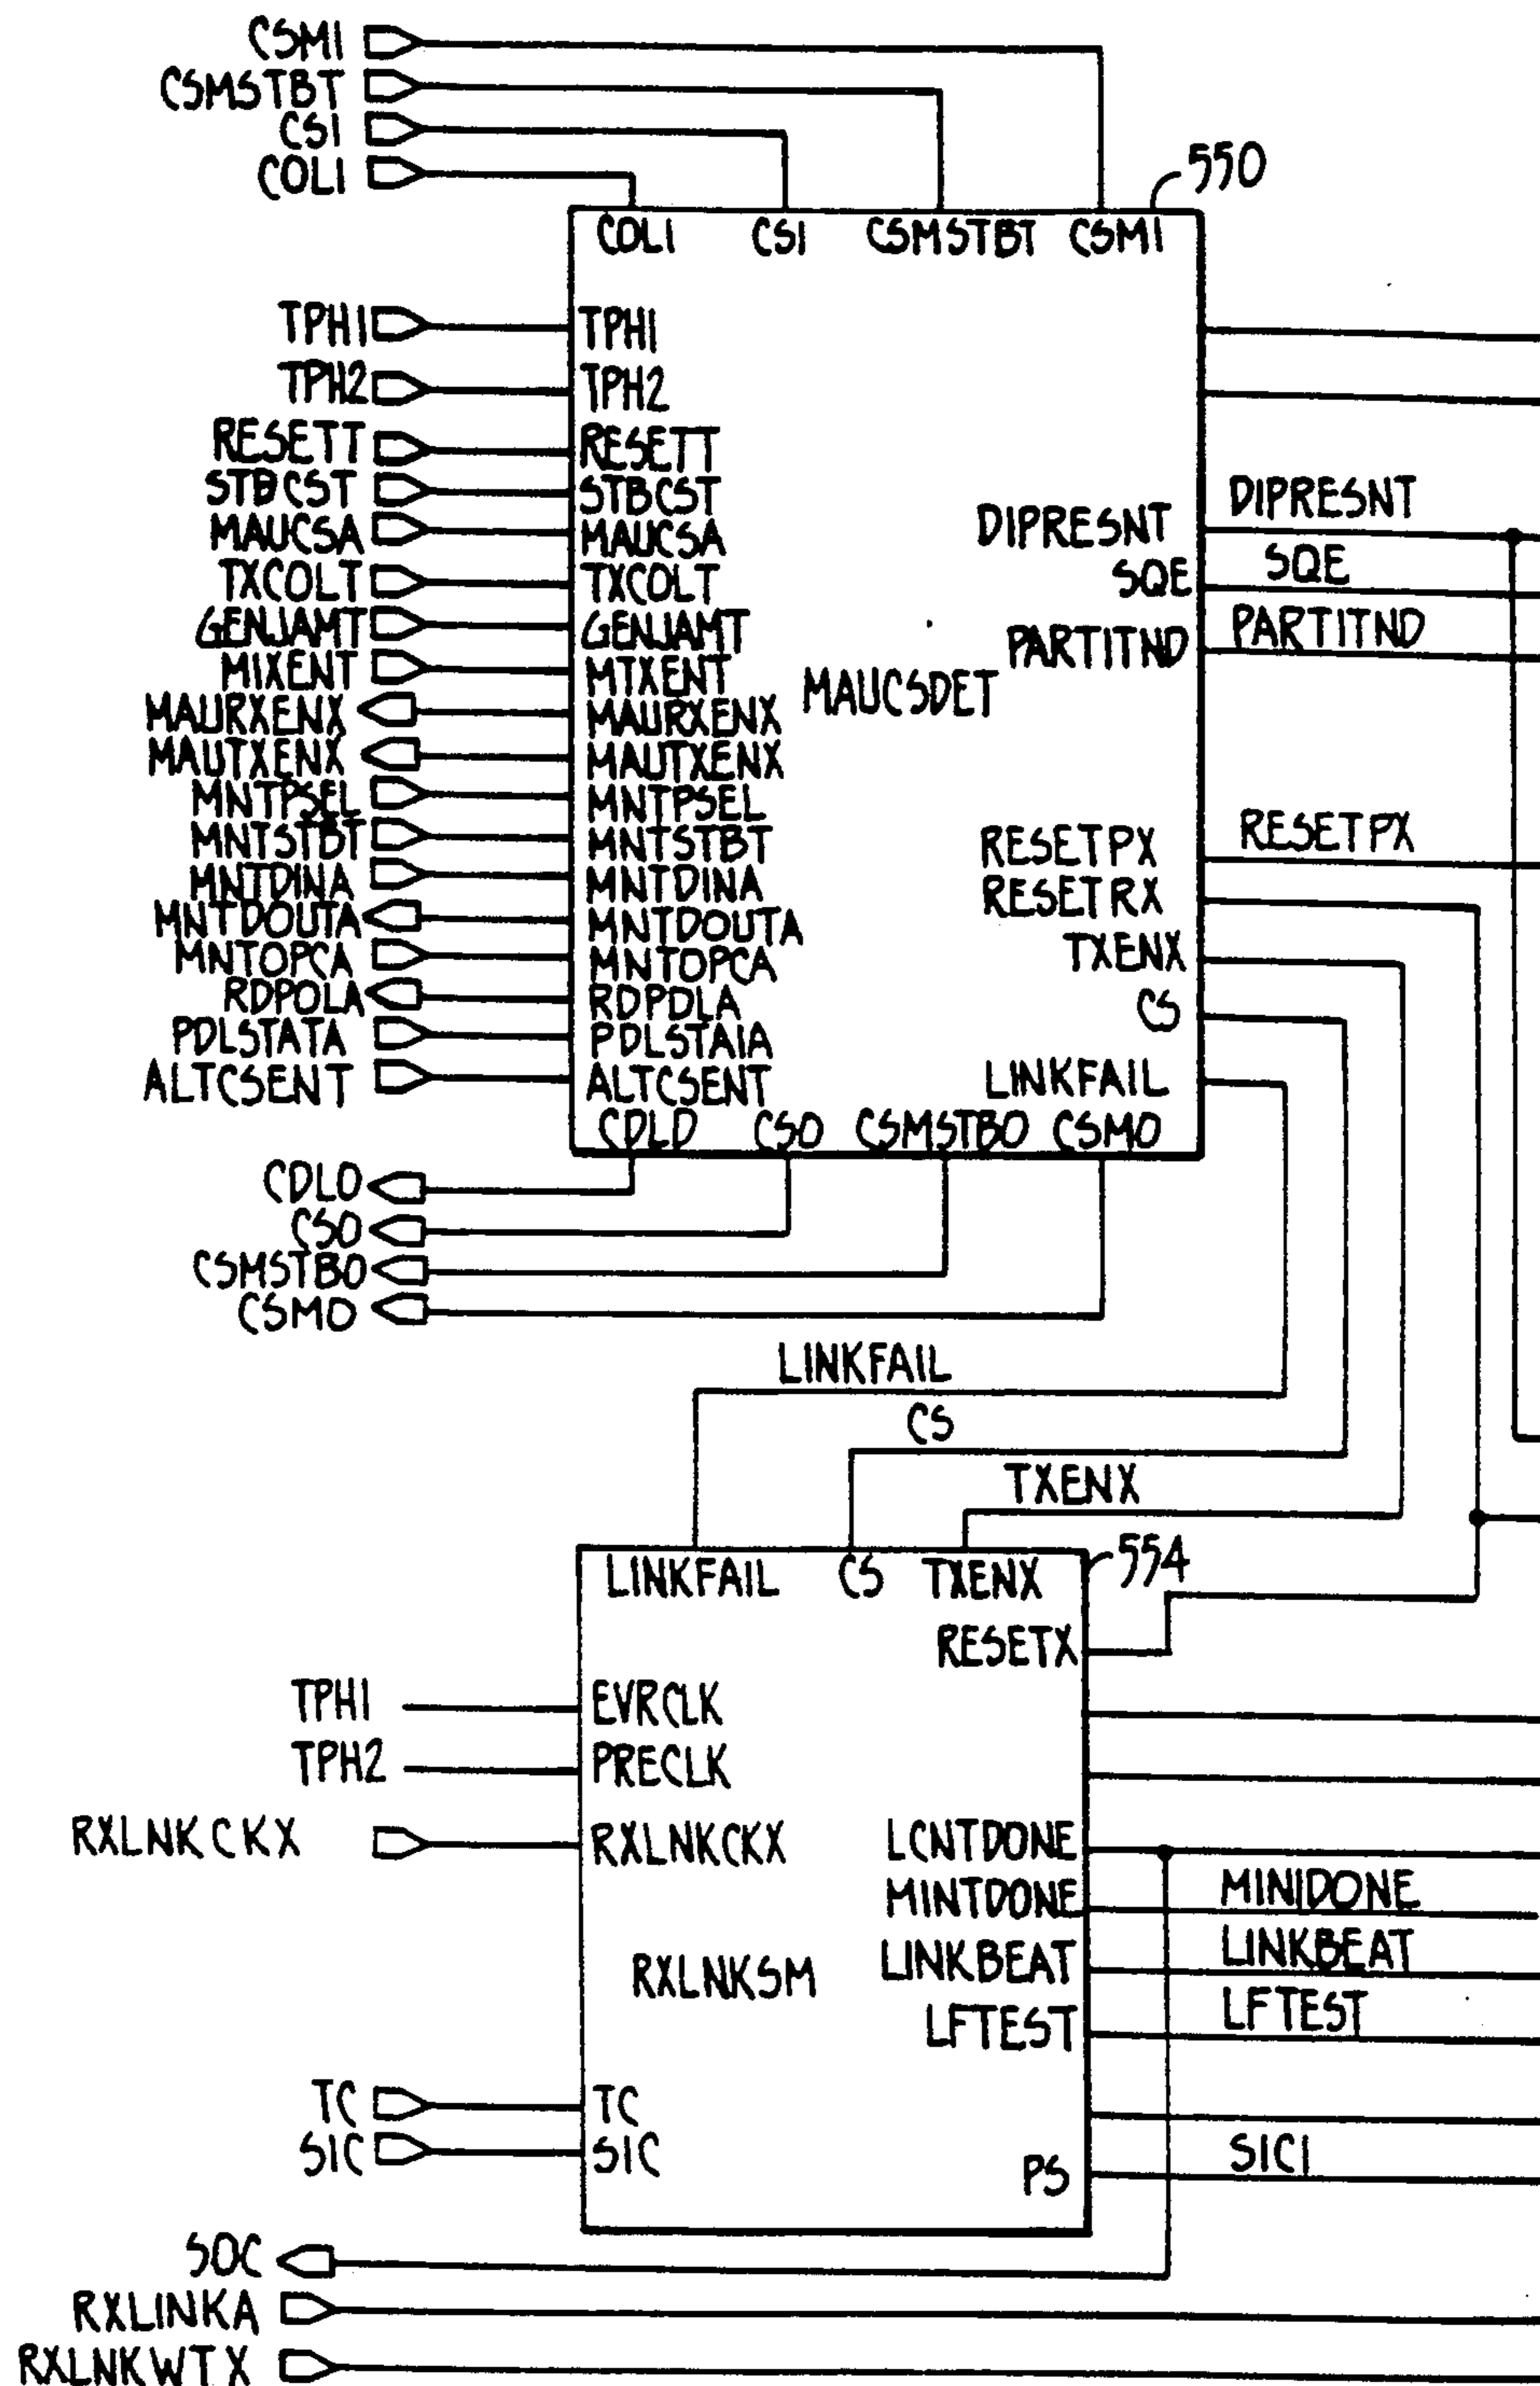 CSMI
CSMSTBT
CSI
COLI
550
COLI CSI CSMSTBT CSMI
TPH1 TPH1
TPH2 TPH2
RESETT RESETT
STBCST STBCST
MAUCSA MAUCSA
DIPRESNT DIPRESNT
TXCOLT TXCOLT
SQE SQE
GENJAMT GENJAMT
PARTITND PARTITND
MIXENT MTXENT
MAUCSDET
MAURXENX MAURXENX
MAUTXENX MAUTXENX
MNTPSEL MNTPSEL
MNTSTBT MNTSTBT
RESETPX RESETPX
MNTDINA MNTDINA
RESETRX
MNTDOUTA MNTDOUTA
TXENX
MNTOPCA MNTOPCA
RDPOLA RDPDLA
CS
PDLSTATA PDLSTAIA
ALTCSENT ALTCSENT
LINKFAIL
CDLD CSO CSMSTBO CSMO
CDLO
CSO
CSMSTBO
CSMO
LINKFAIL
CS
TXENX
554
LINKFAIL CS TXENX
RESETX
TPH1 EVRCLK
TPH2 PRECLK
RXLNKCKX RXLNKCKX
LCNTDONE
MINTDONE MINIDONE
LINKBEAT LINKBEAT
RXLNKSM
LFTEST LFTEST
TC TC
SIC SIC
PS SICI
SOC
RXLINKA
RXLNKWTX